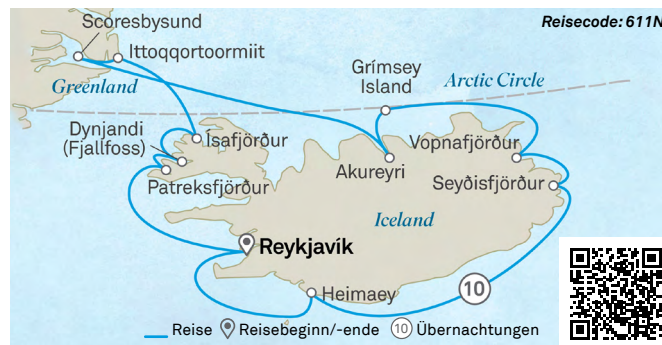 Scoresbysund
Reisecode: 611N
Ittoqqortoormiit
Greenland
Grímsey
Island
Arctic Circle
Dynjandi
(Fjallfoss)
Ísafjörður
Vopnafjörður
Akureyri
Patreksfjörður
Seyðisfjörður
Iceland
Reykjavík
10
Heimaey
Reise Reisebeginn/-ende 10 Übernachtungen